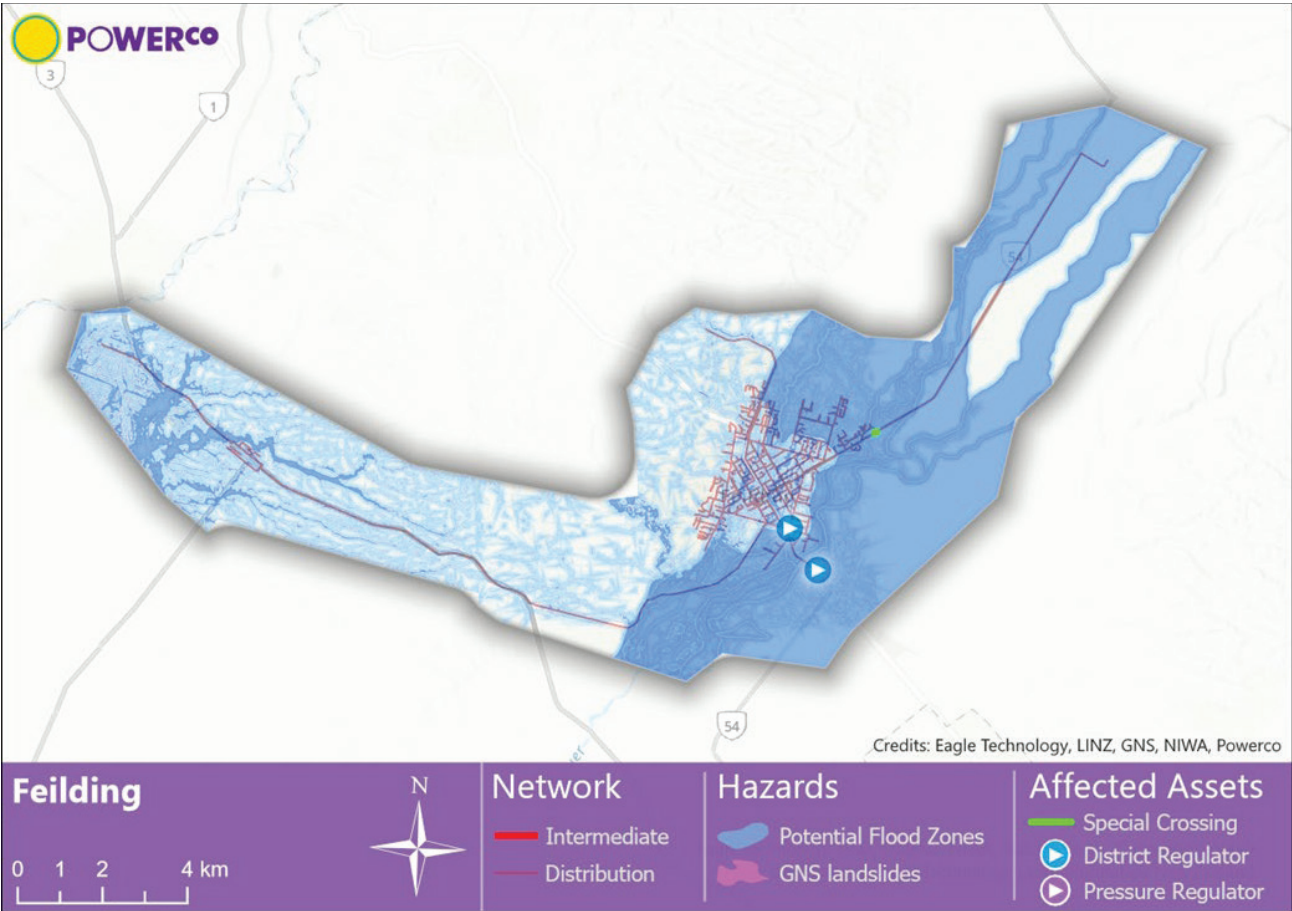 POWERCO
3
1
54
54
er
Credits: Eagle Technology, LINZ, GNS, NIWA, Powerco
Feilding
N
0 1 2 4 km
Network
Intermediate
Distribution
Hazards
Potential Flood Zones
GNS landslides
Affected Assets
Special Crossing
District Regulator
Pressure Regulator